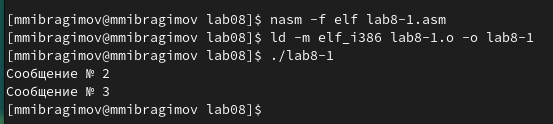 [mmibragimov@mmibragimov lab08]$ nasm -f elf lab8-1.asm
[mmibragimov@mmibragimov lab08]$ ld -m elf_i386 lab8-1.o -o lab8-1
[mmibragimov@mmibragimov lab08]$ ./lab8-1
Сообщение № 2
Сообщение № 3
[mmibragimov@mmibragimov lab08]$